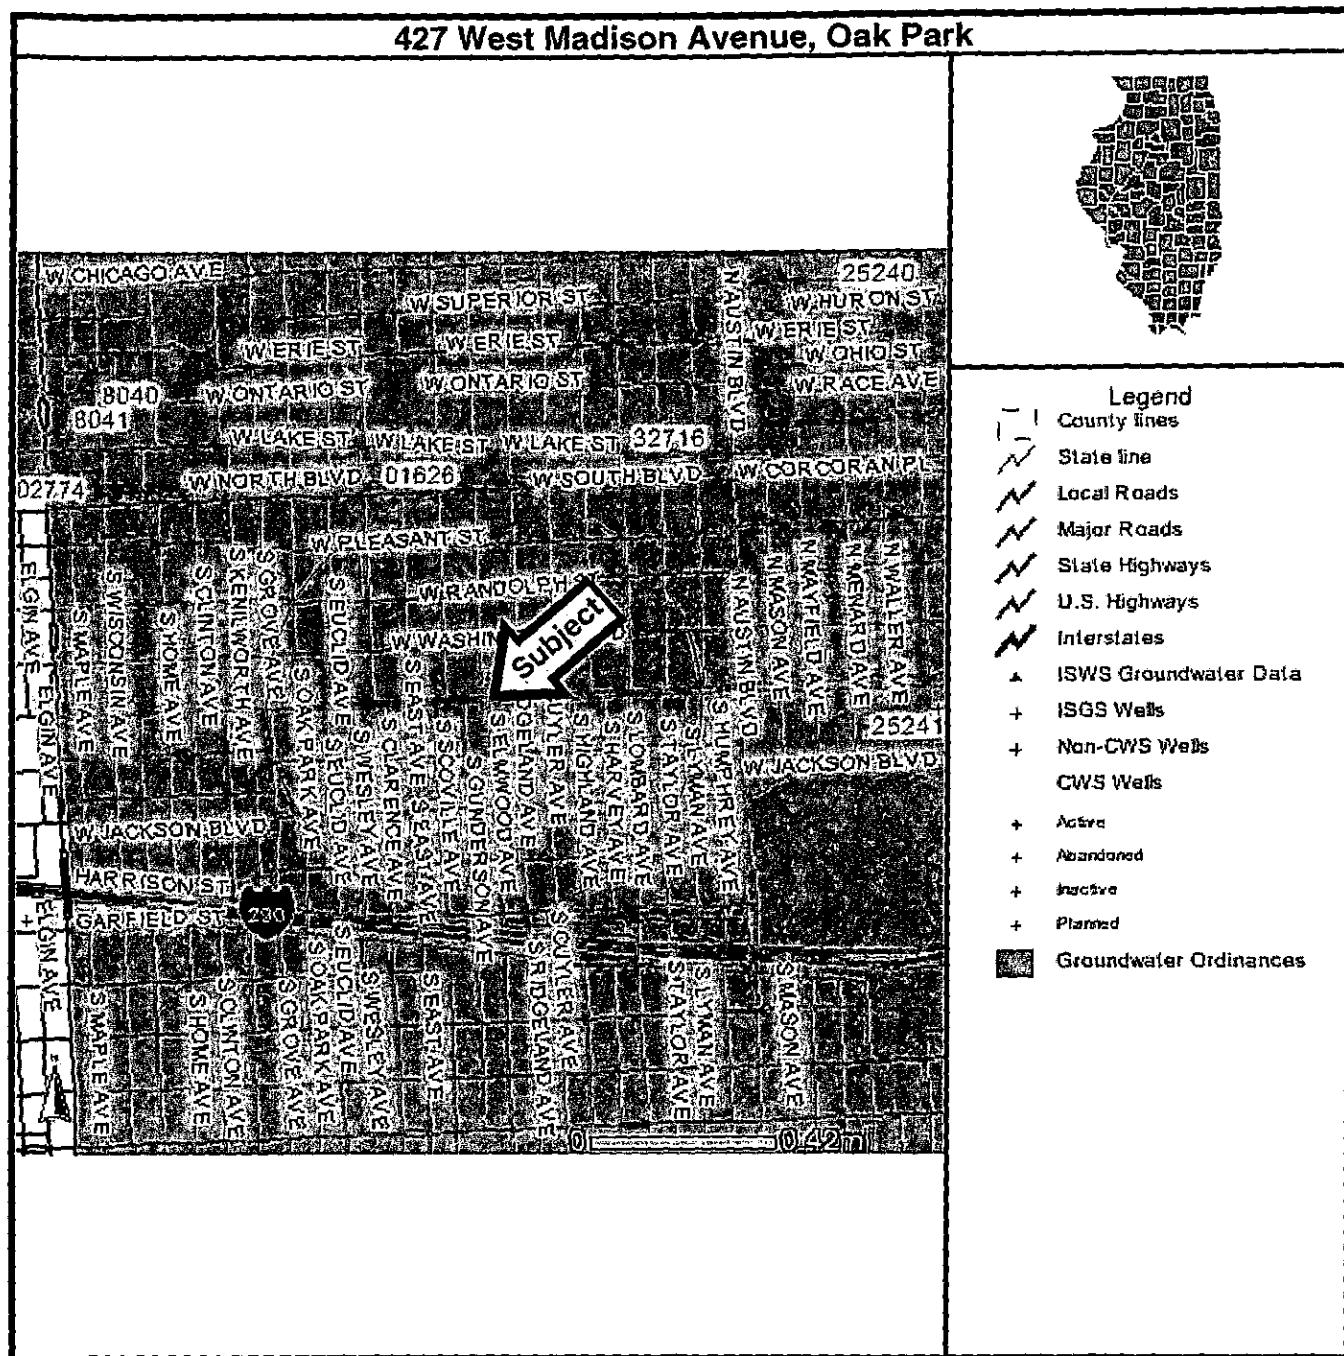 427 West Madison Avenue, Oak Park
W CHICAGO AVE
25240
W SUPERIOR ST
W HURON ST
N AUSTIN BLVD
W ERIE ST
W ERIE ST
W ERIE ST
W OHIO ST
8040
W ONTARIO ST
W ONTARIO ST
W RACE AVE
8041
W LAKE ST
W LAKE ST
W LAKE ST
32716
02774
W NORTH BLVD
01626
W SOUTH BLVD
W CORCORAN PL
W PLEASANT ST
W RANDOLPH
W WASHIN
Subject
ELGIN AVE
ELGIN AVE
S MAPLE AVE
S WISCONSIN AVE
S HOME AVE
S CLINTON AVE
S KENILWORTH AVE
S GROVE AVE
S OAK PARK AVE
S EUCLID AVE
S EUCLID AVE
S WESLEY AVE
S CLARENCE AVE
S EAST AVE
S EAST AVE
S SCOVILLE AVE
S GUNDERSON AVE
S ELMWOOD AVE
DGELAND AVE
UYLER AVE
S HIGHLAND AVE
S HARVEY AVE
S LOMBARD AVE
S TAYLOR AVE
S LYMAN AVE
S HUMPHREY AVE
N AUSTIN BLVD
N MASON AVE
N MAYFIELD AVE
N MENARD AVE
N WALLER AVE
25241
W JACKSON BLVD
W JACKSON BLVD
HARRISON ST
GARFIELD ST
290
ELGIN AVE
S MAPLE AVE
S HOME AVE
S CLINTON AVE
S GROVE AVE
S OAK PARK AVE
S EUCLID AVE
S WESLEY AVE
S EAST AVE
S RIDGELAND AVE
S CUYLER AVE
S TAYLOR AVE
S LYMAN AVE
S MASON AVE
0 0.42 mi
Legend
County lines
State line
Local Roads
Major Roads
State Highways
U.S. Highways
Interstates
ISWS Groundwater Data
ISGS Wells
Non-CWS Wells
CWS Wells
Active
Abandoned
Inactive
Planned
Groundwater Ordinances